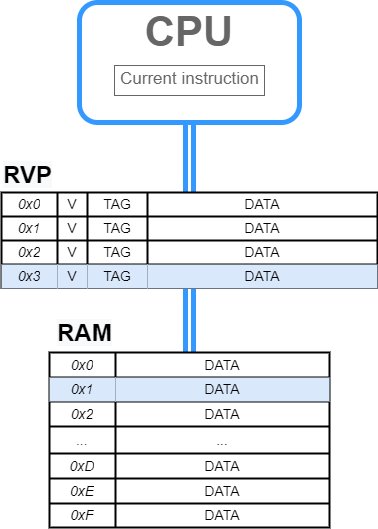 CPU
Current instruction
RVP
0x0 V TAG DATA
0x1 V TAG DATA
0x2 V TAG DATA
0x3 V TAG DATA
RAM
0x0 DATA
0x1 DATA
0x2 DATA
... ...
0xD DATA
0xE DATA
0xF DATA